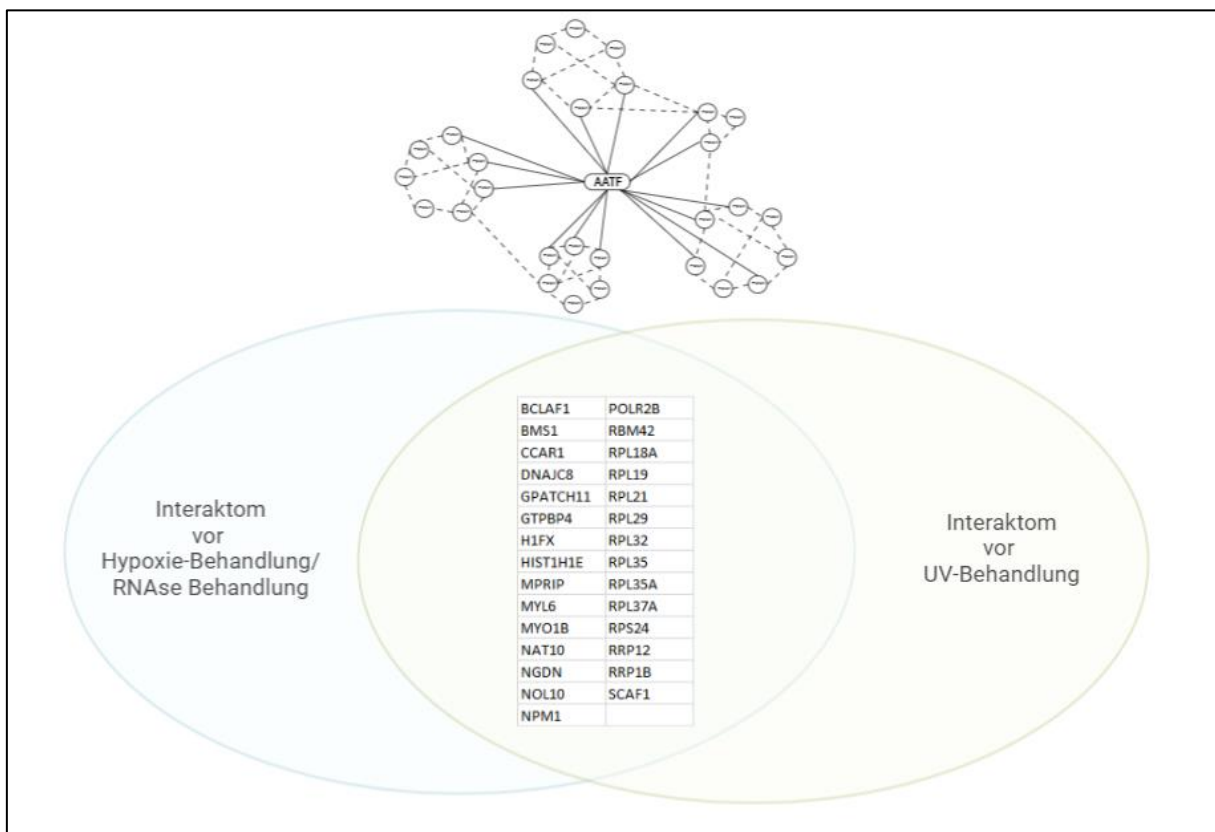 AATF
BCLAF1 POLR2B
BMS1 RBM42
CCAR1 RPL18A
DNAJC8 RPL19
GPATCH11 RPL21
GTPBP4 RPL29
H1FX RPL32
HIST1H1E RPL35
MPRIP RPL35A
MYL6 RPL37A
MYO1B RPS24
NAT10 RRP12
NGDN RRP1B
NOL10 SCAF1
NPM1
Interaktom
vor
Hypoxie-Behandlung/
RNAse Behandlung
Interaktom
vor
UV-Behandlung